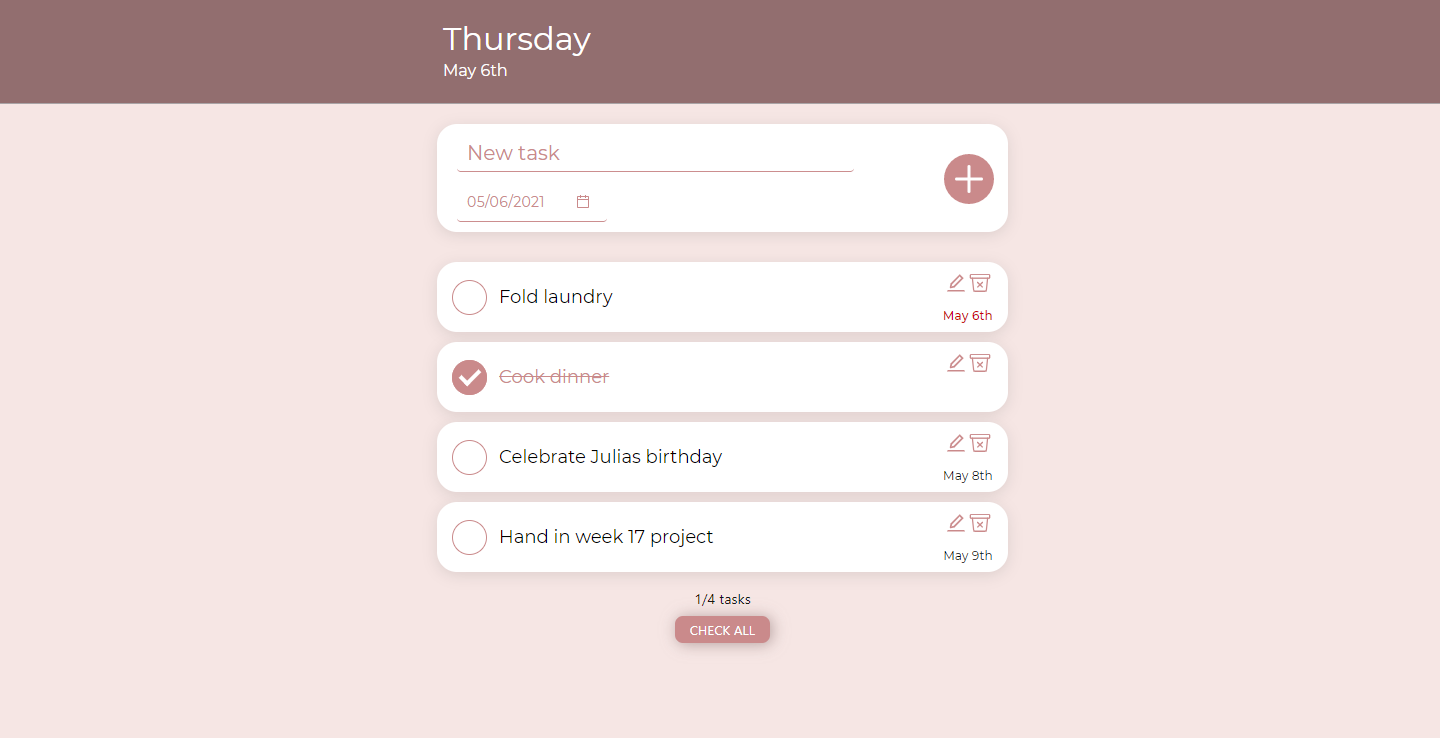 Thursday
May 6th
New task
05/06/2021
Fold laundry
May 6th
Cook dinner
Celebrate Julias birthday
May 8th
Hand in week 17 project
May 9th
1/4 tasks
CHECK ALL